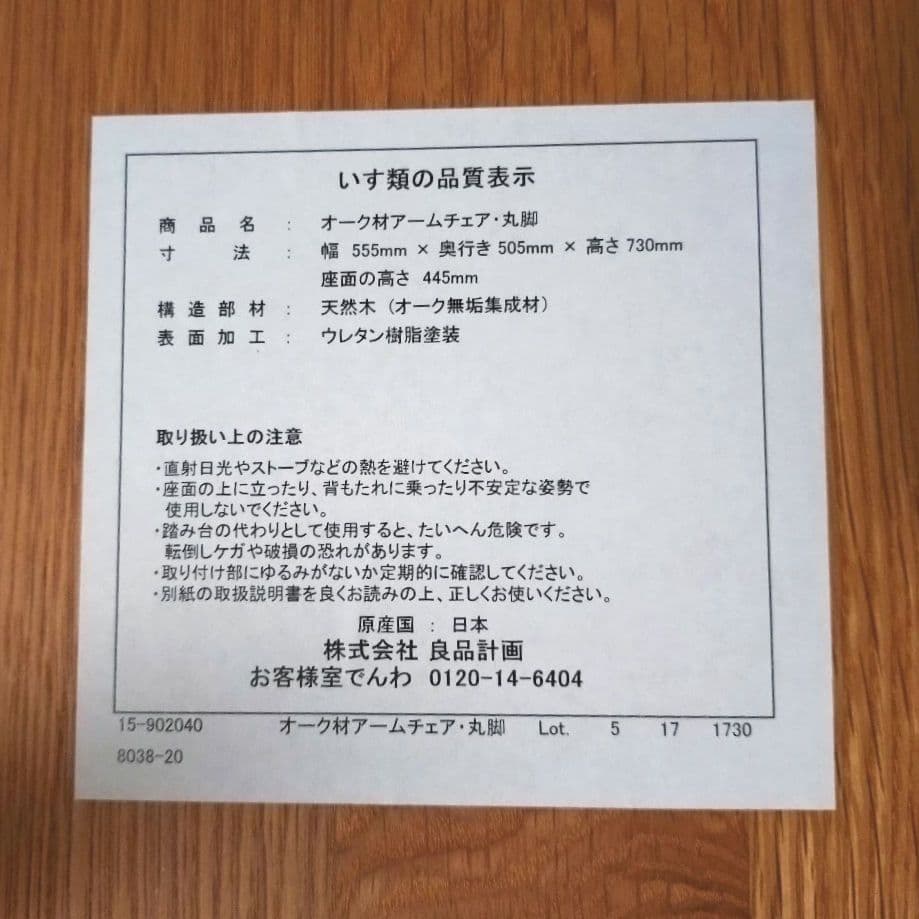 いす類の品質表示
商品名 : オーク材アームチェア・丸脚
寸法 : 幅 555mm × 奥行き 505mm × 高さ 730mm
座面の高さ 445mm
構造部材 : 天然木 (オーク無垢集成材)
表面加工 : ウレタン樹脂塗装
取り扱い上の注意
・直射日光やストーブなどの熱を避けてください。
・座面の上に立ったり、背もたれに乗ったり不安定な姿勢で
使用しないでください。
・踏み台の代わりとして使用すると、たいへん危険です。
転倒しケガや破損の恐れがあります。
・取り付け部にゆるみがないか定期的に確認してください。
・別紙の取扱説明書を良くお読みの上、正しくお使いください。
原産国 : 日本
株式会社 良品計画
お客様室でんわ 0120-14-6404
15-902040 オーク材アームチェア・丸脚 Lot. 5 17 1730
8038-20